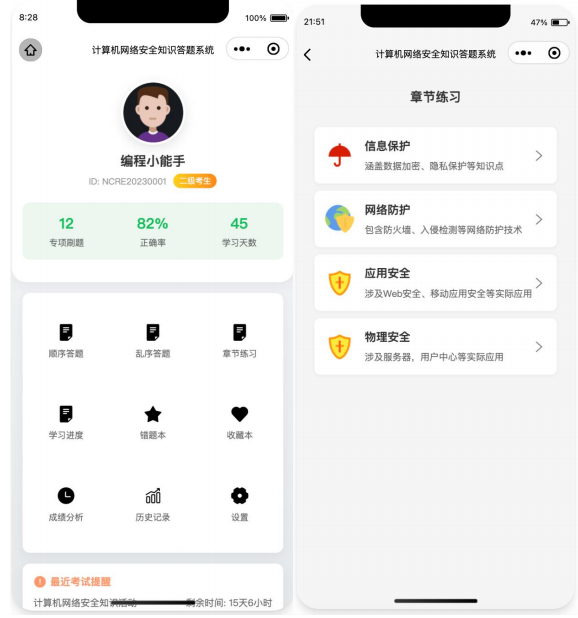 8:28
100%
计算机网络安全知识答题系统
编程小能手
ID: NCRE20230001 二级考生
12 82% 45
专项刷题 正确率 学习天数
顺序答题 乱序答题 章节练习
学习进度 错题本 收藏本
成绩分析 历史记录 设置
最近考试提醒
计算机网络安全知识活动 剩余时间: 15天6小时
21:51
47%
计算机网络安全知识答题系统
章节练习
信息保护
涵盖数据加密、隐私保护等知识点
网络防护
包含防火墙、入侵检测等网络防护技术
应用安全
涉及Web安全、移动应用安全等实际应用
物理安全
涉及服务器，用户中心等实际应用